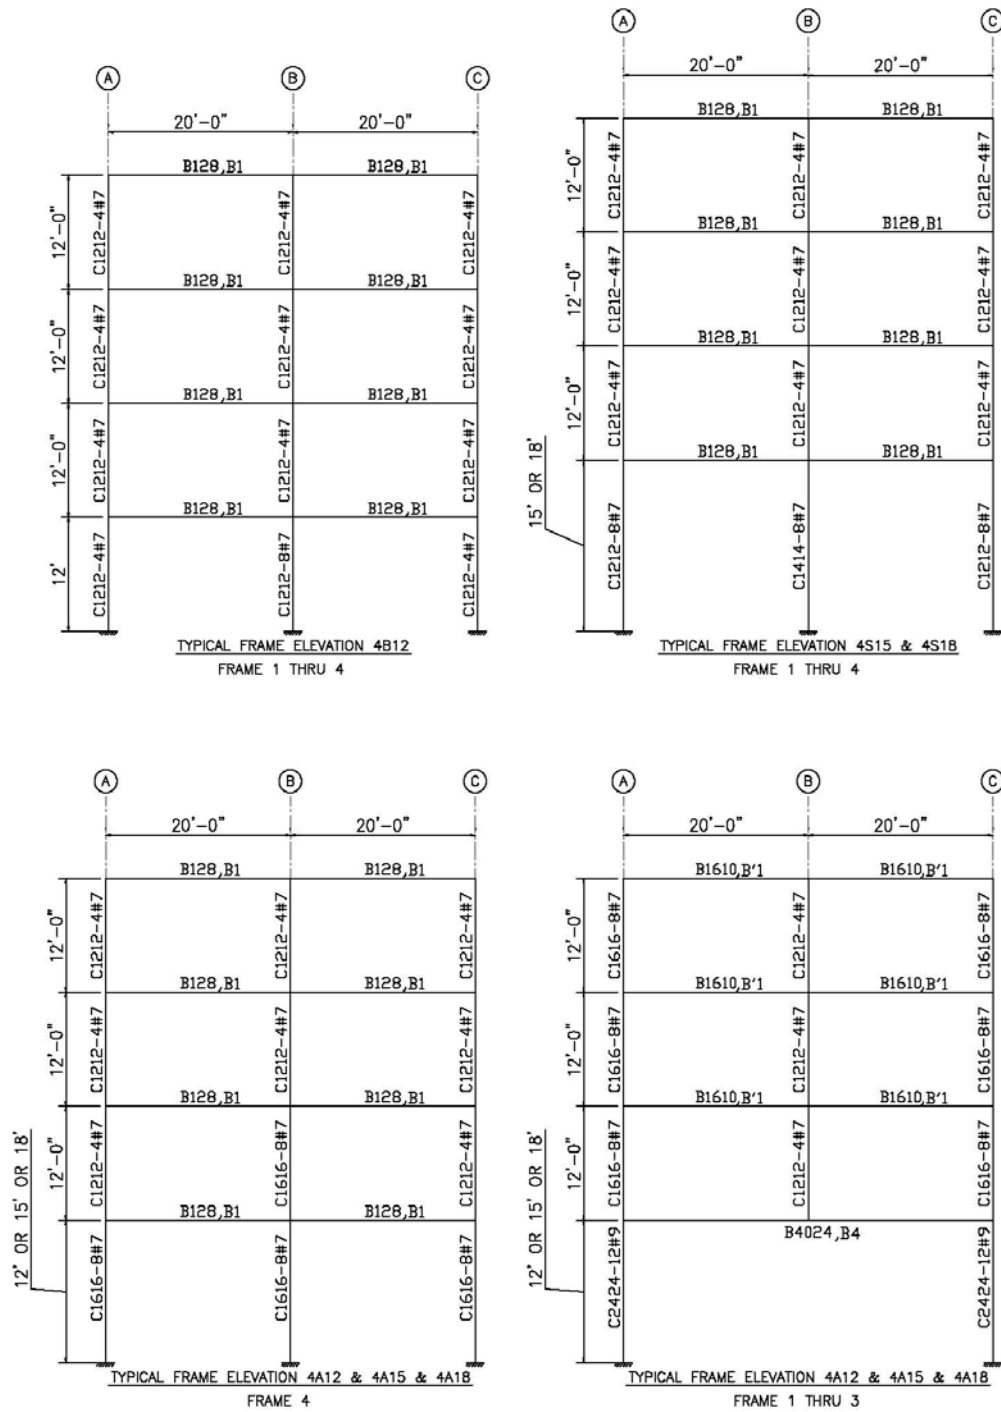 A B C
20'-0" 20'-0"
B128,B1 B128,B1
12'-0" C1212-4#7 C1212-4#7 C1212-4#7
B128,B1 B128,B1
12'-0" C1212-4#7 C1212-4#7 C1212-4#7
B128,B1 B128,B1
12'-0" C1212-4#7 C1212-4#7 C1212-4#7
B128,B1 B128,B1
12' C1212-4#7 C1212-8#7 C1212-4#7
TYPICAL FRAME ELEVATION 4B12
FRAME 1 THRU 4
A B C
20'-0" 20'-0"
B128,B1 B128,B1
12'-0" C1212-4#7 C1212-4#7 C1212-4#7
B128,B1 B128,B1
12'-0" C1212-4#7 C1212-4#7 C1212-4#7
B128,B1 B128,B1
12'-0" C1212-4#7 C1212-4#7 C1212-4#7
B128,B1 B128,B1
15' OR 18' C1212-8#7 C1414-8#7 C1212-8#7
TYPICAL FRAME ELEVATION 4S15 & 4S18
FRAME 1 THRU 4
A B C
20'-0" 20'-0"
B128,B1 B128,B1
12'-0" C1212-4#7 C1212-4#7 C1212-4#7
B128,B1 B128,B1
12'-0" C1212-4#7 C1212-4#7 C1212-4#7
B128,B1 B128,B1
12'-0" C1212-4#7 C1616-8#7 C1212-4#7
B128,B1 B128,B1
12' OR 15' OR 18' C1616-8#7 C1616-8#7 C1616-8#7
TYPICAL FRAME ELEVATION 4A12 & 4A15 & 4A18
FRAME 4
A B C
20'-0" 20'-0"
B1610,B'1 B1610,B'1
12'-0" C1616-8#7 C1212-4#7 C1616-8#7
B1610,B'1 B1610,B'1
12'-0" C1616-8#7 C1212-4#7 C1616-8#7
B1610,B'1 B1610,B'1
12'-0" C1616-8#7 C1212-4#7 C1616-8#7
B4024,B4
12' OR 15' OR 18' C2424-12#9 C2424-12#9
TYPICAL FRAME ELEVATION 4A12 & 4A15 & 4A18
FRAME 1 THRU 3